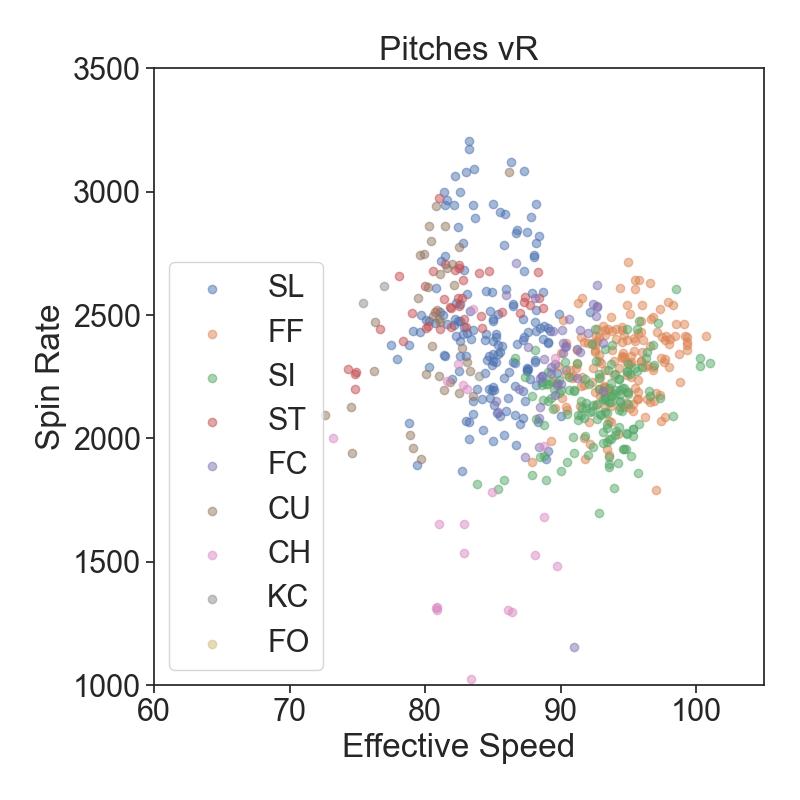 Pitches vR
3500
3000
2500
2000
1500
1000
Spin Rate
SL
FF
SI
ST
FC
CU
CH
KC
FO
60 70 80 90 100
Effective Speed